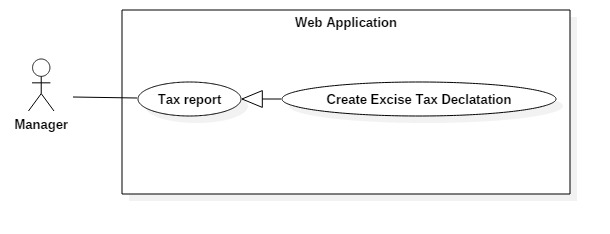 Web Application
Tax report
Create Excise Tax Declatation
Manager